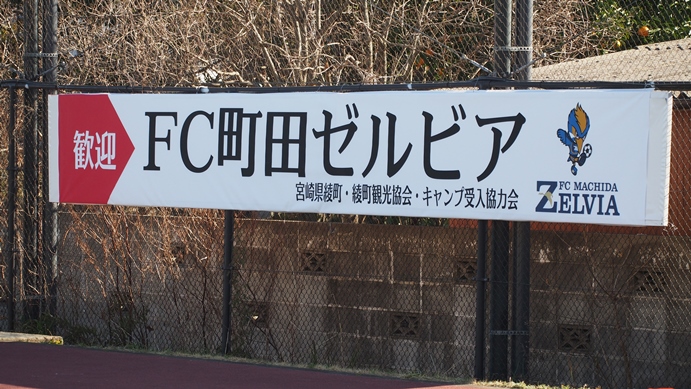 歓迎
FC町田ゼルビア
宮崎県綾町・綾町観光協会・キャンプ受入協力会
FC MACHIDA
ZELVIA